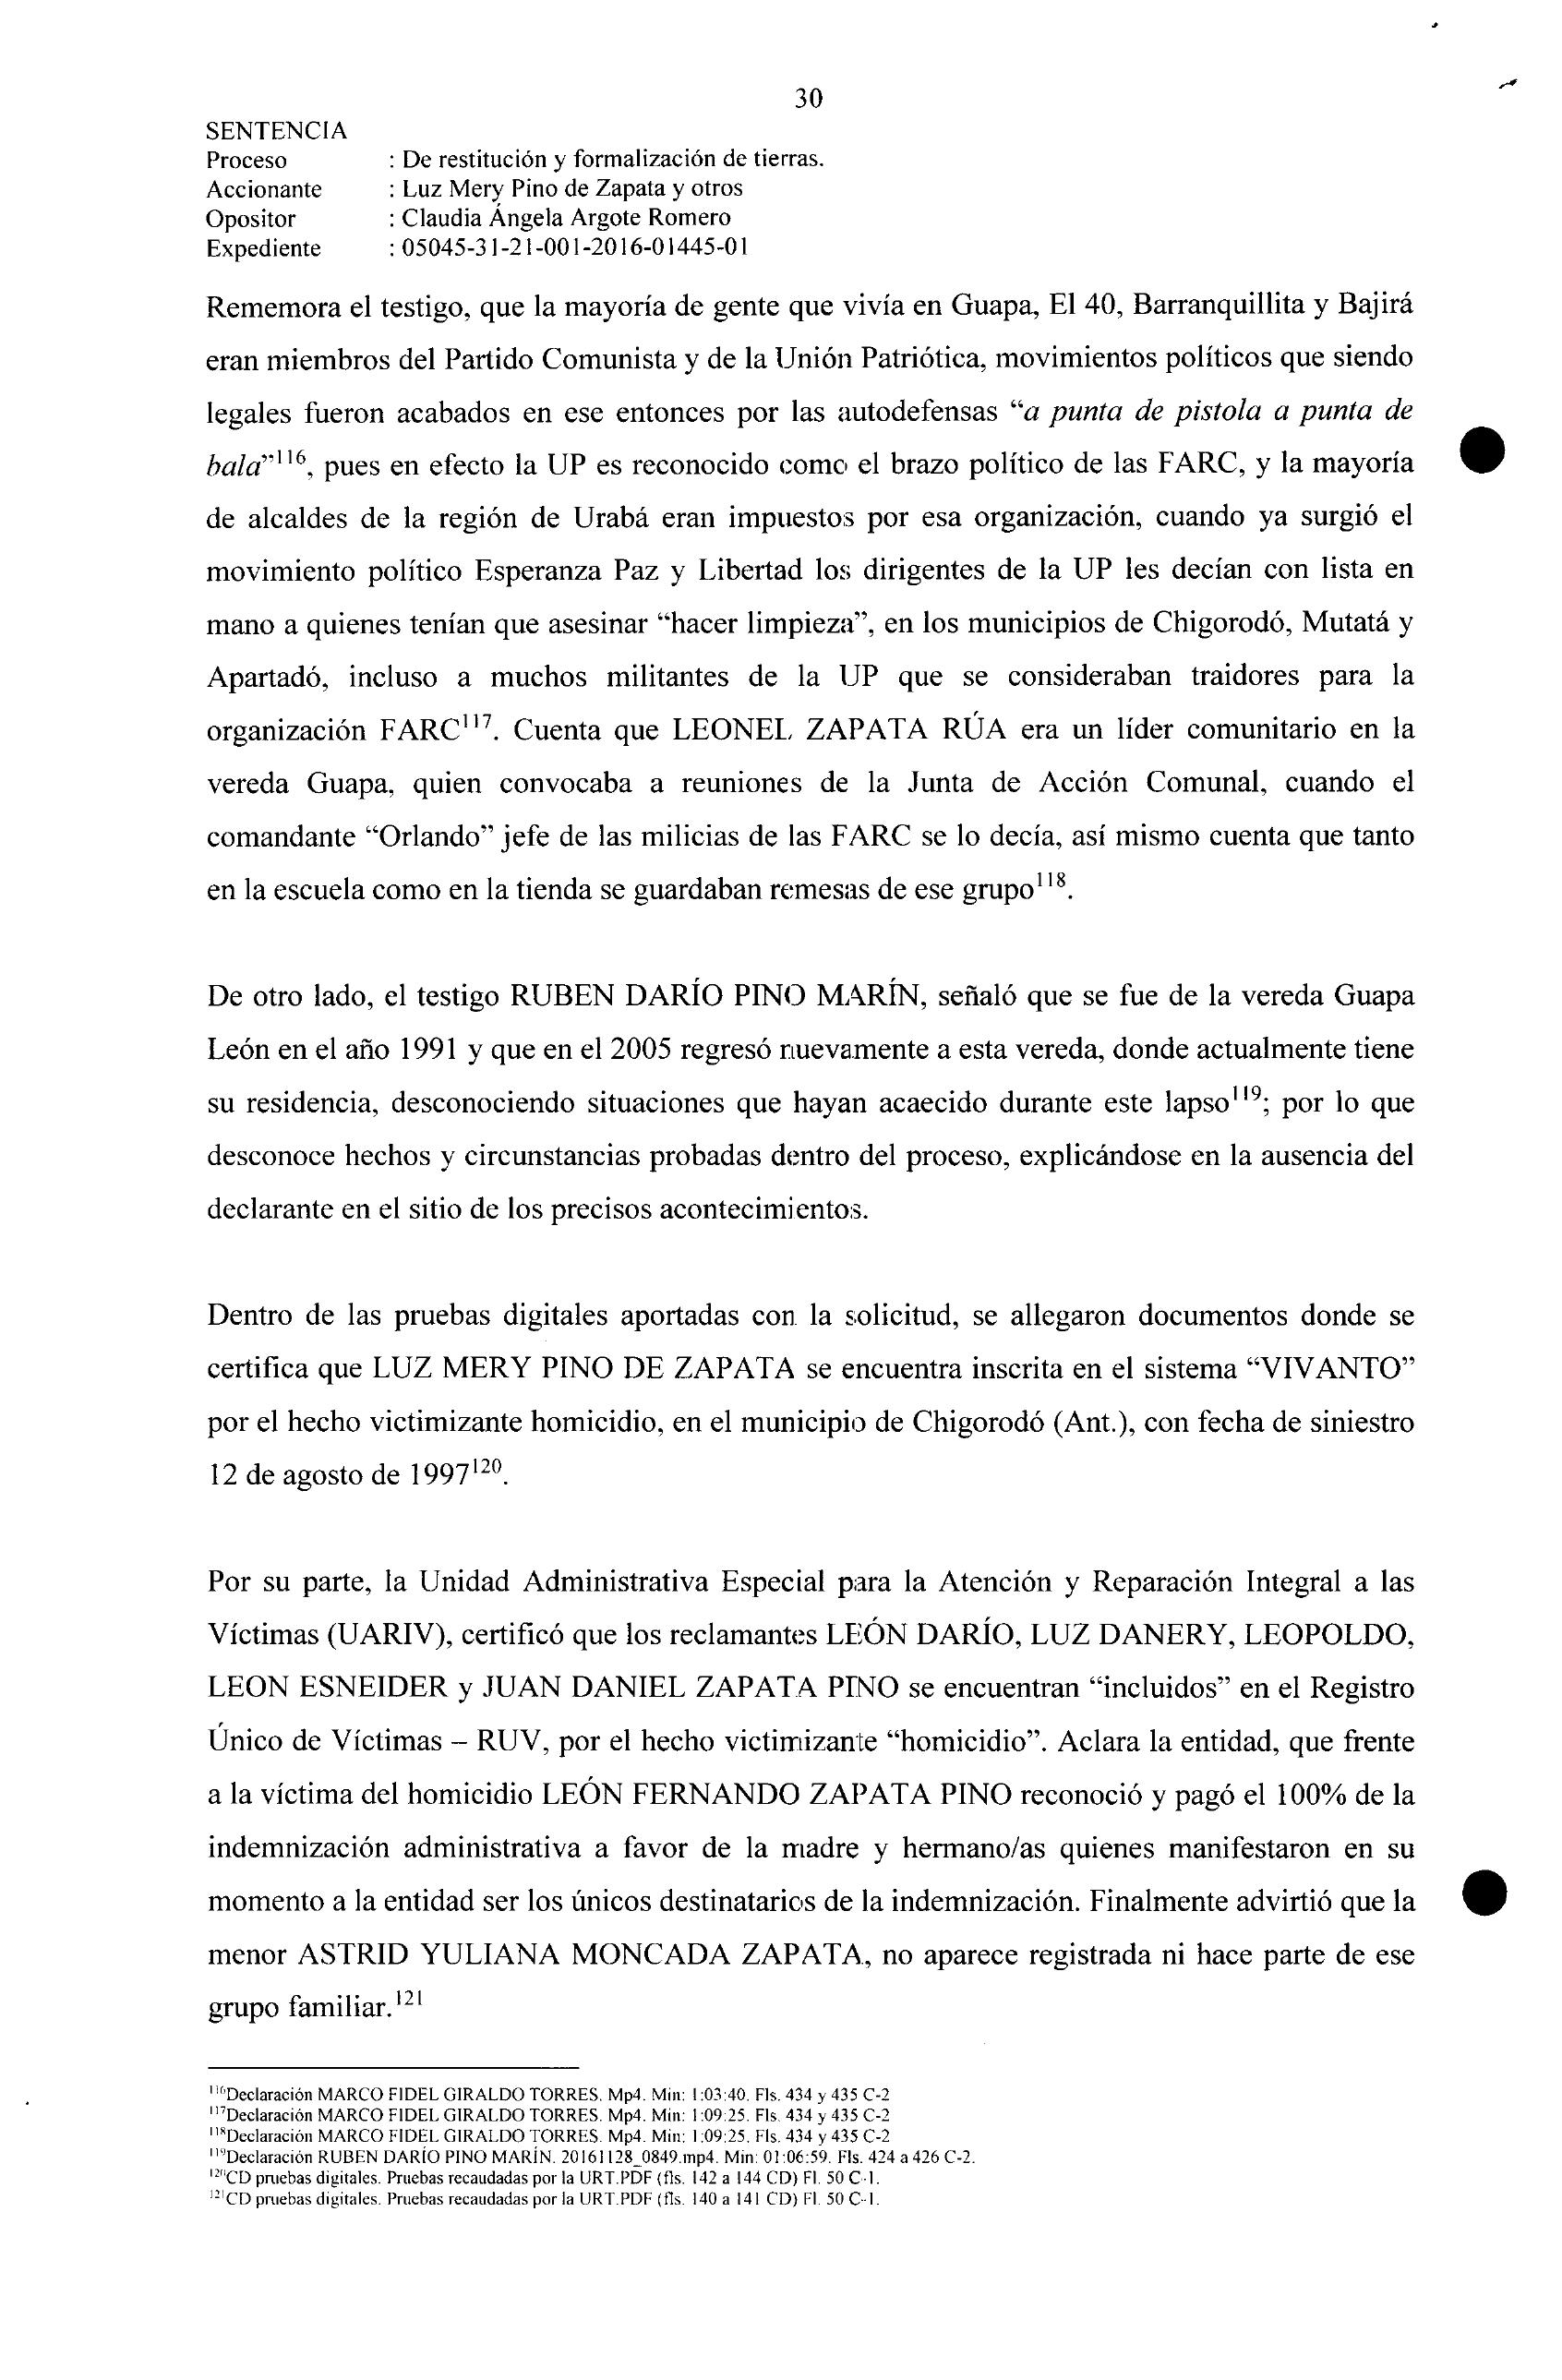 30
SENTENCIA
Proceso : De restitución y formalización de tierras.
Accionante : Luz Mery Pino de Zapata y otros
Opositor : Claudia Ángela Argote Romero
Expediente : 05045-31-21-001-2016-01445-01
Rememora el testigo, que la mayoría de gente que vivía en Guapa, El 40, Barranquillita y Bajirá
eran miembros del Partido Comunista y de la Unión Patriótica, movimientos políticos que siendo
legales fueron acabados en ese entonces por las autodefensas “a punta de pistola a punta de
bala”116, pues en efecto la UP es reconocido como el brazo político de las FARC, y la mayoría
de alcaldes de la región de Urabá eran impuestos por esa organización, cuando ya surgió el
movimiento político Esperanza Paz y Libertad los dirigentes de la UP les decían con lista en
mano a quienes tenían que asesinar “hacer limpieza”, en los municipios de Chigorodó, Mutatá y
Apartadó, incluso a muchos militantes de la UP que se consideraban traidores para la
organización FARC117. Cuenta que LEONEL ZAPATA RÚA era un líder comunitario en la
vereda Guapa, quien convocaba a reuniones de la Junta de Acción Comunal, cuando el
comandante “Orlando” jefe de las milicias de las FARC se lo decía, así mismo cuenta que tanto
en la escuela como en la tienda se guardaban remesas de ese grupo118.
De otro lado, el testigo RUBEN DARÍO PINO MARÍN, señaló que se fue de la vereda Guapa
León en el año 1991 y que en el 2005 regresó nuevamente a esta vereda, donde actualmente tiene
su residencia, desconociendo situaciones que hayan acaecido durante este lapso119; por lo que
desconoce hechos y circunstancias probadas dentro del proceso, explicándose en la ausencia del
declarante en el sitio de los precisos acontecimientos.
Dentro de las pruebas digitales aportadas con la solicitud, se allegaron documentos donde se
certifica que LUZ MERY PINO DE ZAPATA se encuentra inscrita en el sistema “VIVANTO”
por el hecho victimizante homicidio, en el municipio de Chigorodó (Ant.), con fecha de siniestro
12 de agosto de 1997120.
Por su parte, la Unidad Administrativa Especial para la Atención y Reparación Integral a las
Víctimas (UARIV), certificó que los reclamantes LEÓN DARÍO, LUZ DANERY, LEOPOLDO,
LEON ESNEIDER y JUAN DANIEL ZAPATA PINO se encuentran “incluidos” en el Registro
Único de Víctimas – RUV, por el hecho victimizante “homicidio”. Aclara la entidad, que frente
a la víctima del homicidio LEÓN FERNANDO ZAPATA PINO reconoció y pagó el 100% de la
indemnización administrativa a favor de la madre y hermano/as quienes manifestaron en su
momento a la entidad ser los únicos destinatarios de la indemnización. Finalmente advirtió que la
menor ASTRID YULIANA MONCADA ZAPATA, no aparece registrada ni hace parte de ese
grupo familiar.121
116Declaración MARCO FIDEL GIRALDO TORRES. Mp4. Min: 1:03:40. Fls. 434 y 435 C-2
117Declaración MARCO FIDEL GIRALDO TORRES. Mp4. Min: 1:09:25. Fls. 434 y 435 C-2
118Declaración MARCO FIDEL GIRALDO TORRES. Mp4. Min: 1:09:25. Fls. 434 y 435 C-2
119Declaración RUBEN DARÍO PINO MARÍN. 20161128_0849.mp4. Min: 01:06:59. Fls. 424 a 426 C-2.
120CD pruebas digitales. Pruebas recaudadas por la URT.PDF (fls. 142 a 144 CD) Fl. 50 C-1.
121CD pruebas digitales. Pruebas recaudadas por la URT.PDF (fls. 140 a 141 CD) Fl. 50 C-1.